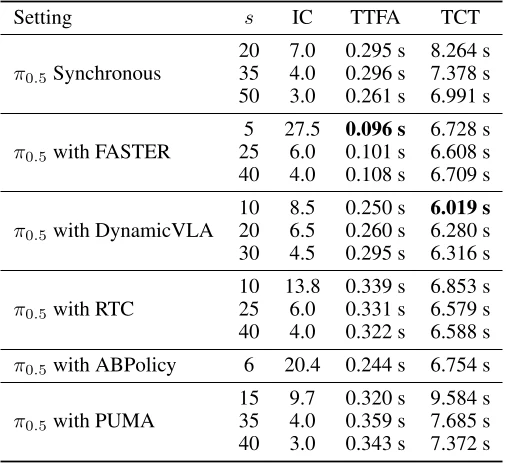 Setting s IC TTFA TCT
20 7.0 0.295 s 8.264 s
π0.5 Synchronous 35 4.0 0.296 s 7.378 s
50 3.0 0.261 s 6.991 s
5 27.5 0.096 s 6.728 s
π0.5 with FASTER 25 6.0 0.101 s 6.608 s
40 4.0 0.108 s 6.709 s
10 8.5 0.250 s 6.019 s
π0.5 with DynamicVLA 20 6.5 0.260 s 6.280 s
30 4.5 0.295 s 6.316 s
10 13.8 0.339 s 6.853 s
π0.5 with RTC 25 6.0 0.331 s 6.579 s
40 4.0 0.322 s 6.588 s
π0.5 with ABPolicy 6 20.4 0.244 s 6.754 s
15 9.7 0.320 s 9.584 s
π0.5 with PUMA 35 4.0 0.359 s 7.685 s
40 3.0 0.343 s 7.372 s